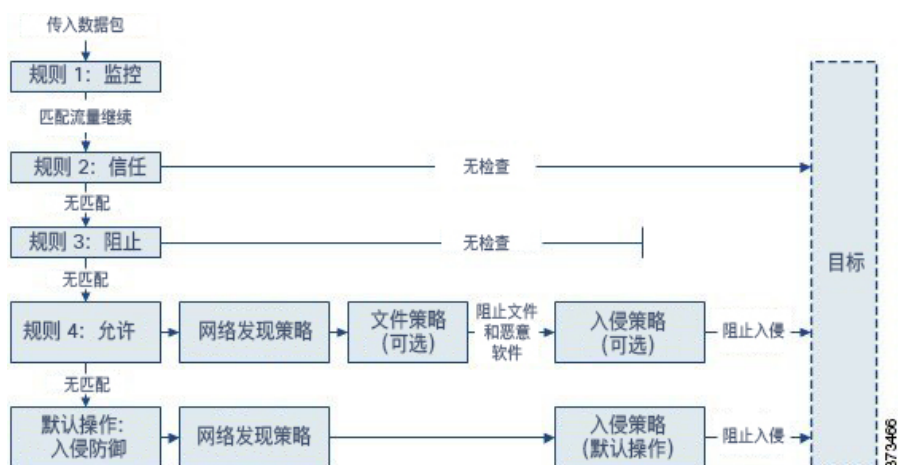 传入数据包
规则 1：监控
匹配流量继续
规则 2：信任
无检查
无匹配
规则 3：阻止
无检查
无匹配
规则 4：允许
网络发现策略
文件策略
(可选)
阻止文件
和恶意
软件
入侵策略
(可选)
阻止入侵
目标
无匹配
默认操作:
入侵防御
网络发现策略
入侵策略
(默认操作)
阻止入侵
373466